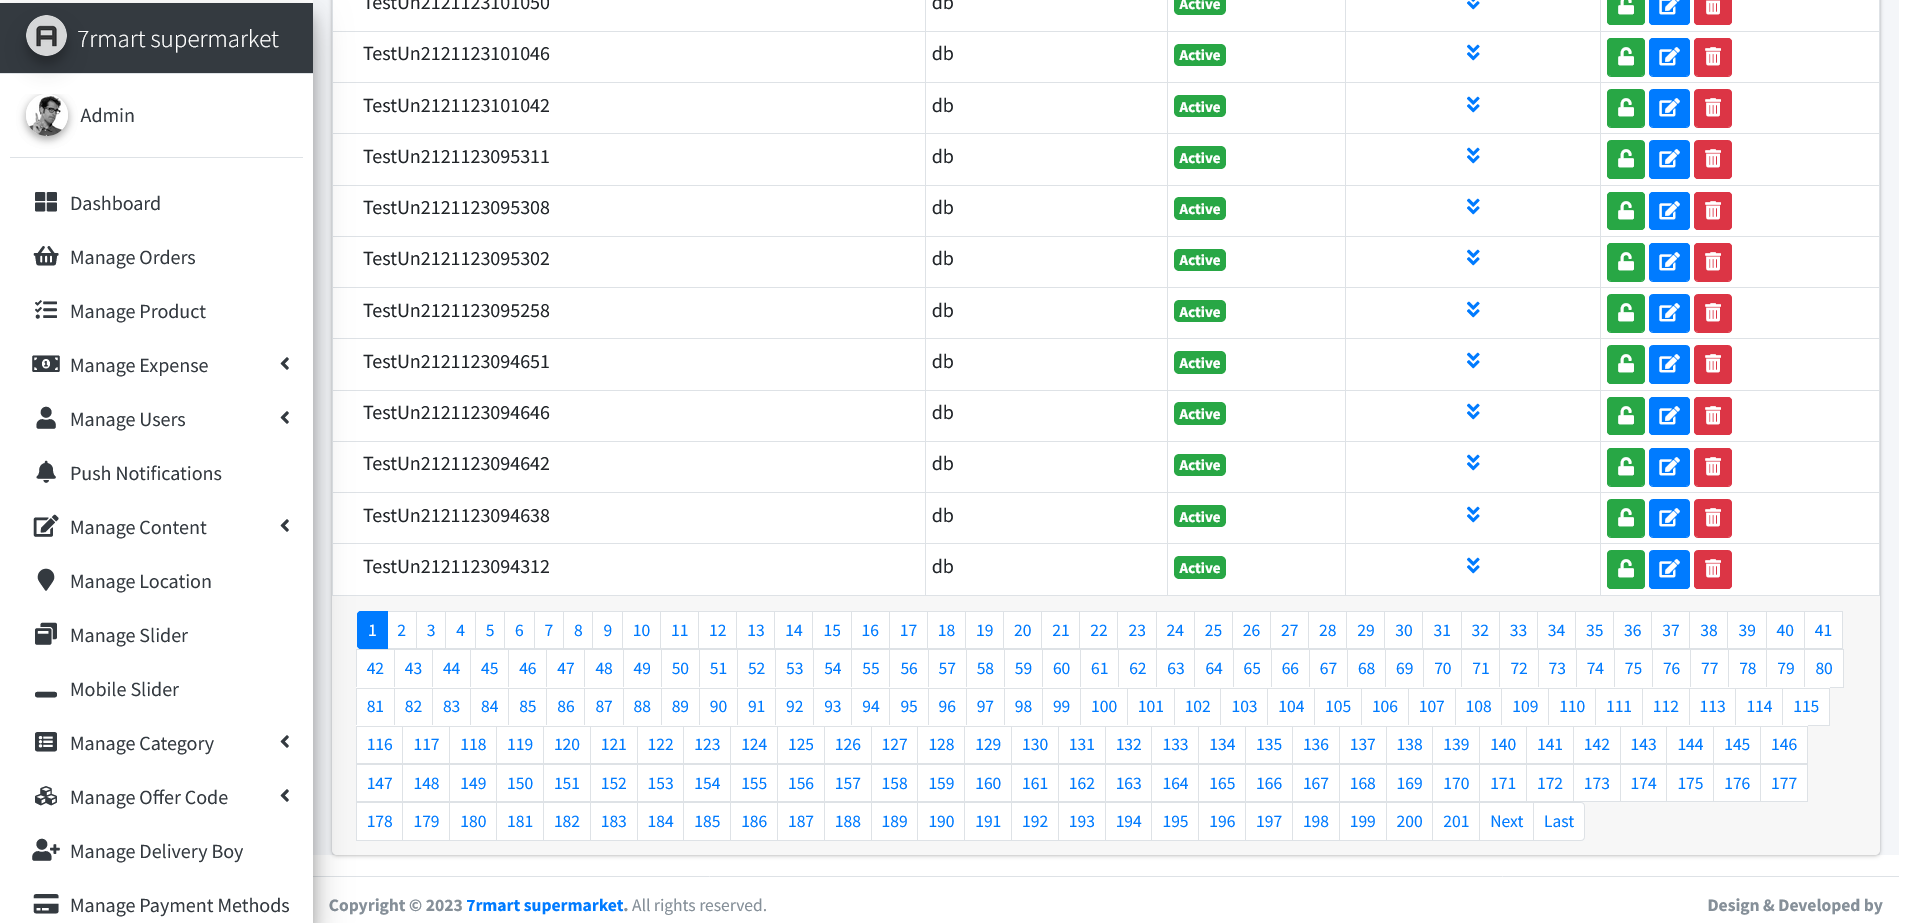 7rmart supermarket
Admin
Dashboard
Manage Orders
Manage Product
Manage Expense
Manage Users
Push Notifications
Manage Content
Manage Location
Manage Slider
Mobile Slider
Manage Category
Manage Offer Code
Manage Delivery Boy
Manage Payment Methods
TestUn2121123101050 db Active
TestUn2121123101046 db Active
TestUn2121123101042 db Active
TestUn2121123095311 db Active
TestUn2121123095308 db Active
TestUn2121123095302 db Active
TestUn2121123095258 db Active
TestUn2121123094651 db Active
TestUn2121123094646 db Active
TestUn2121123094642 db Active
TestUn2121123094638 db Active
TestUn2121123094312 db Active
1 2 3 4 5 6 7 8 9 10 11 12 13 14 15 16 17 18 19 20 21 22 23 24 25 26 27 28 29 30 31 32 33 34 35 36 37 38 39 40 41
42 43 44 45 46 47 48 49 50 51 52 53 54 55 56 57 58 59 60 61 62 63 64 65 66 67 68 69 70 71 72 73 74 75 76 77 78 79 80
81 82 83 84 85 86 87 88 89 90 91 92 93 94 95 96 97 98 99 100 101 102 103 104 105 106 107 108 109 110 111 112 113 114 115
116 117 118 119 120 121 122 123 124 125 126 127 128 129 130 131 132 133 134 135 136 137 138 139 140 141 142 143 144 145 146
147 148 149 150 151 152 153 154 155 156 157 158 159 160 161 162 163 164 165 166 167 168 169 170 171 172 173 174 175 176 177
178 179 180 181 182 183 184 185 186 187 188 189 190 191 192 193 194 195 196 197 198 199 200 201 Next Last
Copyright © 2023 7rmart supermarket. All rights reserved.
Design & Developed by